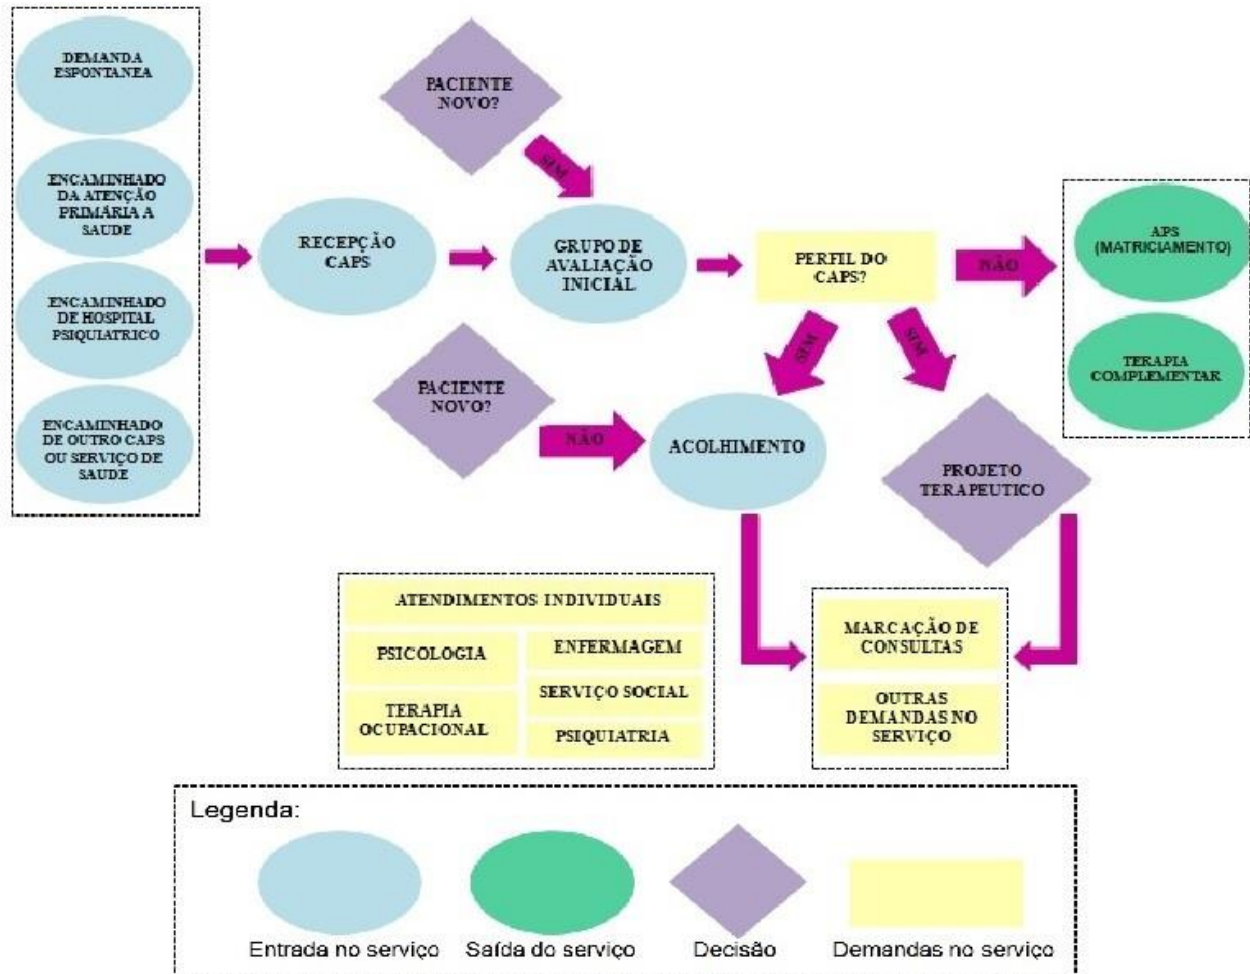 DEMANDA
ESPONTANEA
ENCAMINHADO
DA ATENÇÃO
PRIMÁRIA A
SAUDE
ENCAMINHADO
DE HOSPITAL
PSIQUIATRICO
ENCAMINHADO
DE OUTRO CAPS
OU SERVIÇO DE
SAUDE
RECEPÇÃO
CAPS
PACIENTE
NOVO?
SIM
GRUPO DE
AVALIAÇÃO
INICIAL
PERFIL DO
CAPS?
NÃO
APS
(MATRICIAMENTO)
TERAPIA
COMPLEMENTAR
SIM
SIM
PACIENTE
NOVO?
NÃO
ACOLHIMENTO
PROJETO
TERAPEUTICO
ATENDIMENTOS INDIVIDUAIS
PSICOLOGIA
TERAPIA
OCUPACIONAL
ENFERMAGEM
SERVIÇO SOCIAL
PSIQUIATRIA
MARCAÇÃO DE
CONSULTAS
OUTRAS
DEMANDAS NO
SERVIÇO
Legenda:
Entrada no serviço
Saída do serviço
Decisão
Demandas no serviço